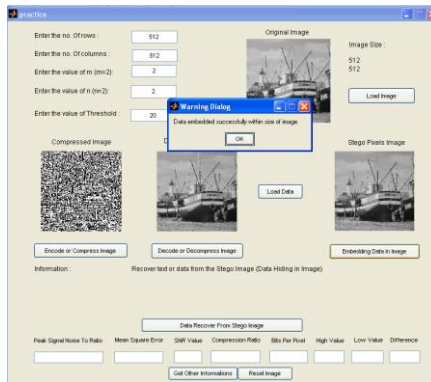 practice
Enter the no. Of rows : 512
Original Image
Image Size :
512
512
Enter the no. Of columns : 512
Enter the value of m (m=2): 2
Enter the value of n (n=2): 2
Load Image
Enter the value of Threshold : 20
Warning Dialog
Data embedded successfully within size of image.
OK
Compressed Image
D
Stego Pixels Image
Load Data
Encode or Compress Image
Decode or Decompress Image
Embedding Data In Image
Information :
Recover text or data from the Stego Image (Data Hiding in Image)
Data Recover From Stego Image
Peak Signal Noise To Ratio Mean Square Error SNR Value Compression Ratio Bits Per Pixel High Value Low Value Difference
Get Other Informations Reset Image